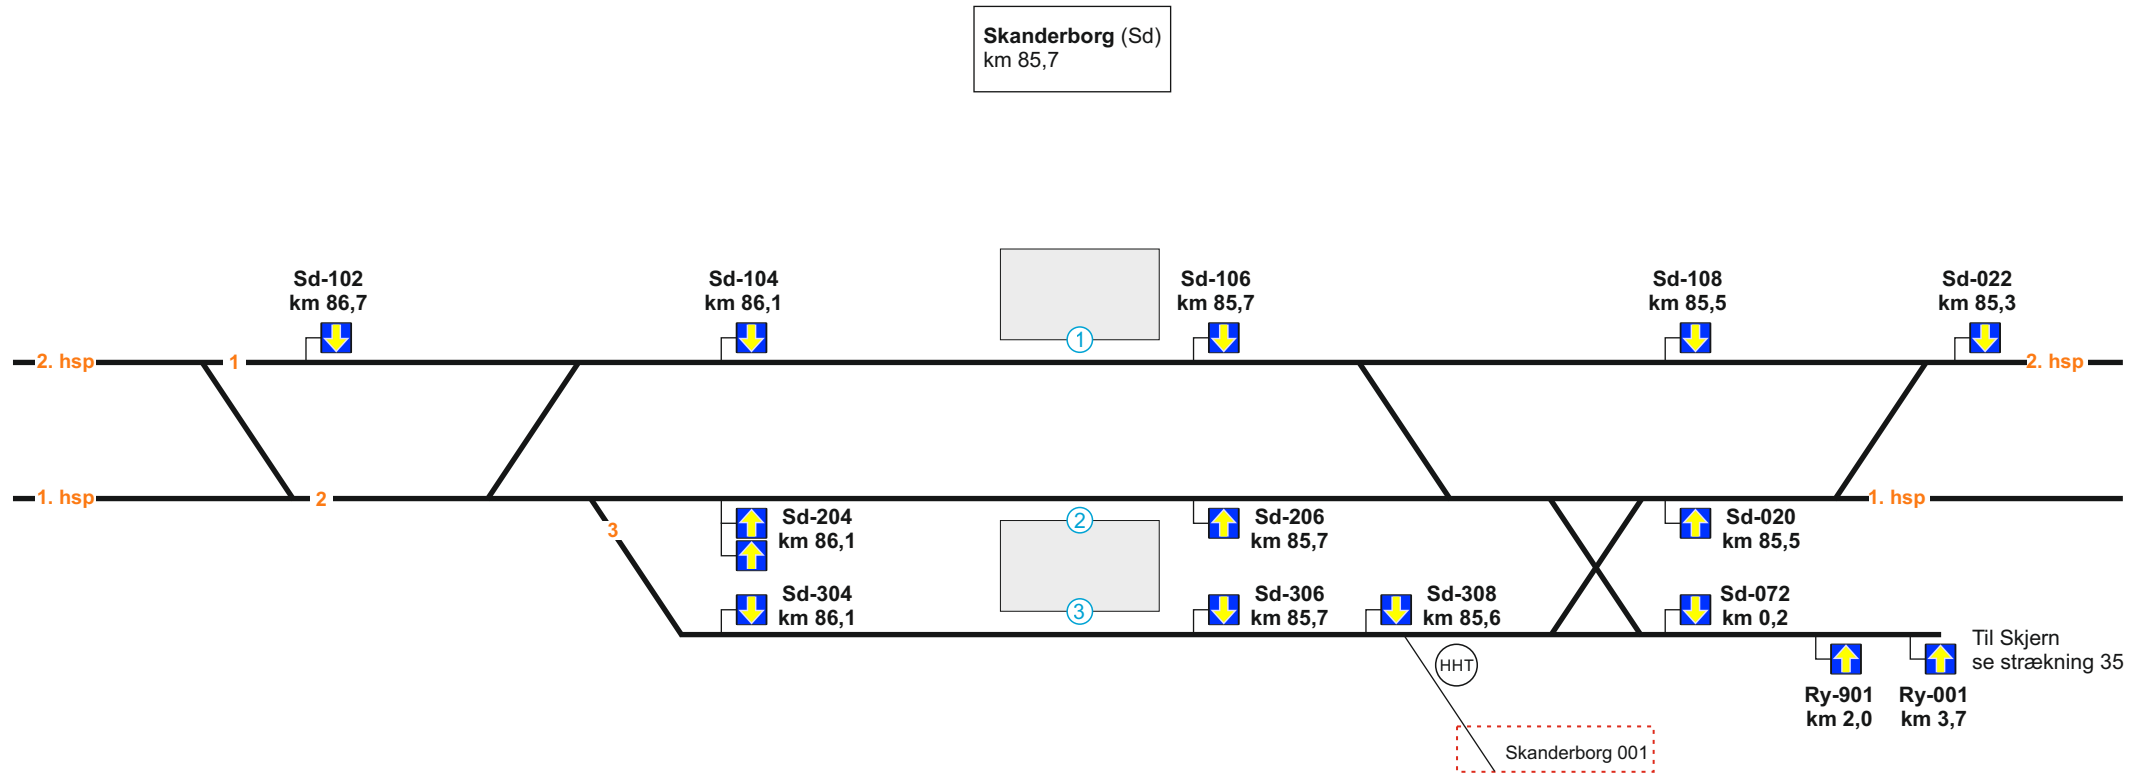 Skanderborg (Sd)
km 85,7
Sd-102
km 86,7
Sd-104
km 86,1
Sd-106
km 85,7
Sd-108
km 85,5
Sd-022
km 85,3
1
2. hsp
1
2. hsp
1. hsp
2
1. hsp
3
Sd-204
km 86,1
2
Sd-206
km 85,7
Sd-020
km 85,5
Sd-304
km 86,1
3
Sd-306
km 85,7
Sd-308
km 85,6
Sd-072
km 0,2
HHT
Til Skjern
se strækning 35
Ry-901
km 2,0
Ry-001
km 3,7
Skanderborg 001